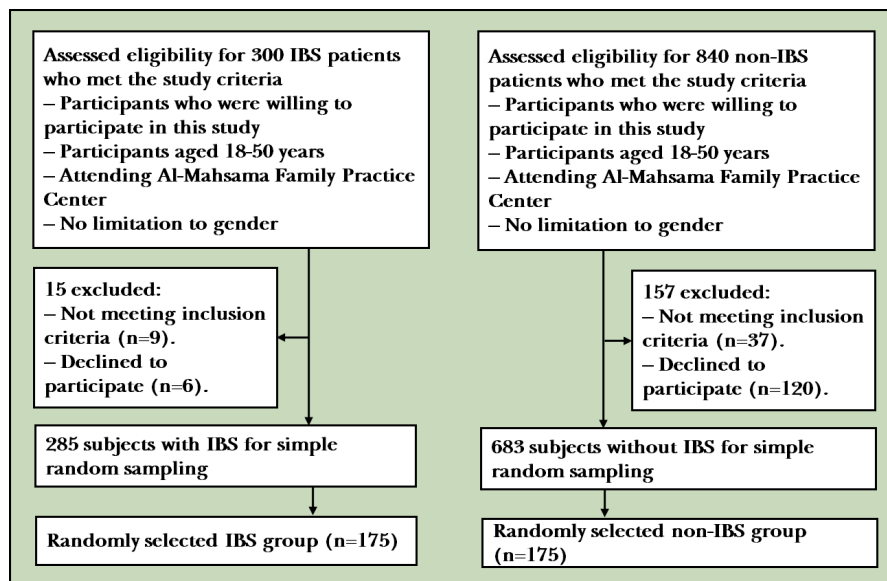 Assessed eligibility for 300 IBS patients
who met the study criteria
– Participants who were willing to
participate in this study
– Participants aged 18-50 years
– Attending Al-Mahsama Family Practice
Center
– No limitation to gender
15 excluded:
– Not meeting inclusion
criteria (n=9).
– Declined to
participate (n=6).
285 subjects with IBS for simple
random sampling
Randomly selected IBS group (n=175)
Assessed eligibility for 840 non-IBS
patients who met the study criteria
– Participants who were willing to
participate in this study
– Participants aged 18-50 years
– Attending Al-Mahsama Family Practice
Center
– No limitation to gender
157 excluded:
– Not meeting inclusion
criteria (n=37).
– Declined to
participate (n=120).
683 subjects without IBS for simple
random sampling
Randomly selected non-IBS group
(n=175)